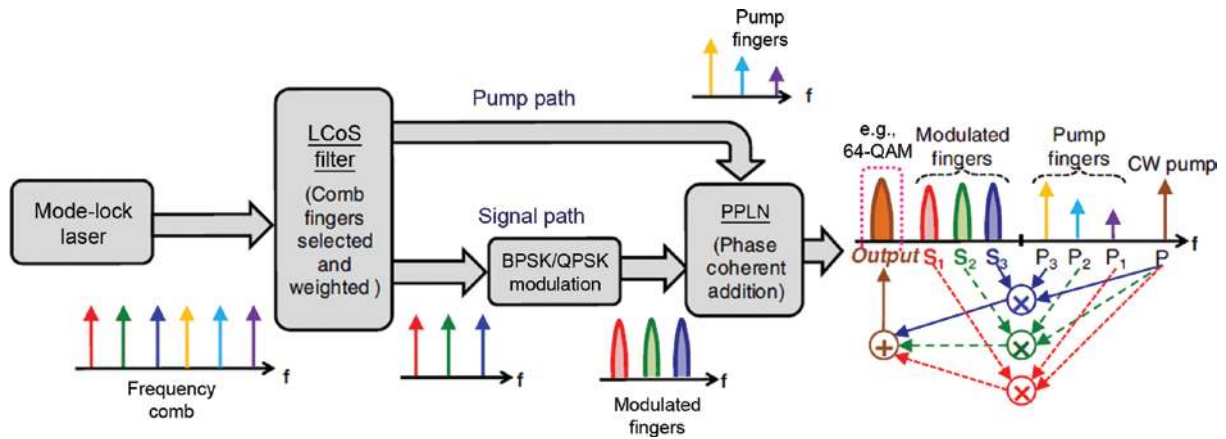 Mode-lock
laser
Frequency
comb
f
LCoS
filter
(Comb
fingers
selected
and
weighted )
Pump path
Signal path
Pump
fingers
f
BPSK/QPSK
modulation
f
Modulated
fingers
f
PPLN
(Phase
coherent
addition)
e.g.,
64-QAM
Modulated
fingers
Pump
fingers
CW pump
f
Output S₁ S₂ S₃ P₃ P₂ P₁ P
×
×
×
+